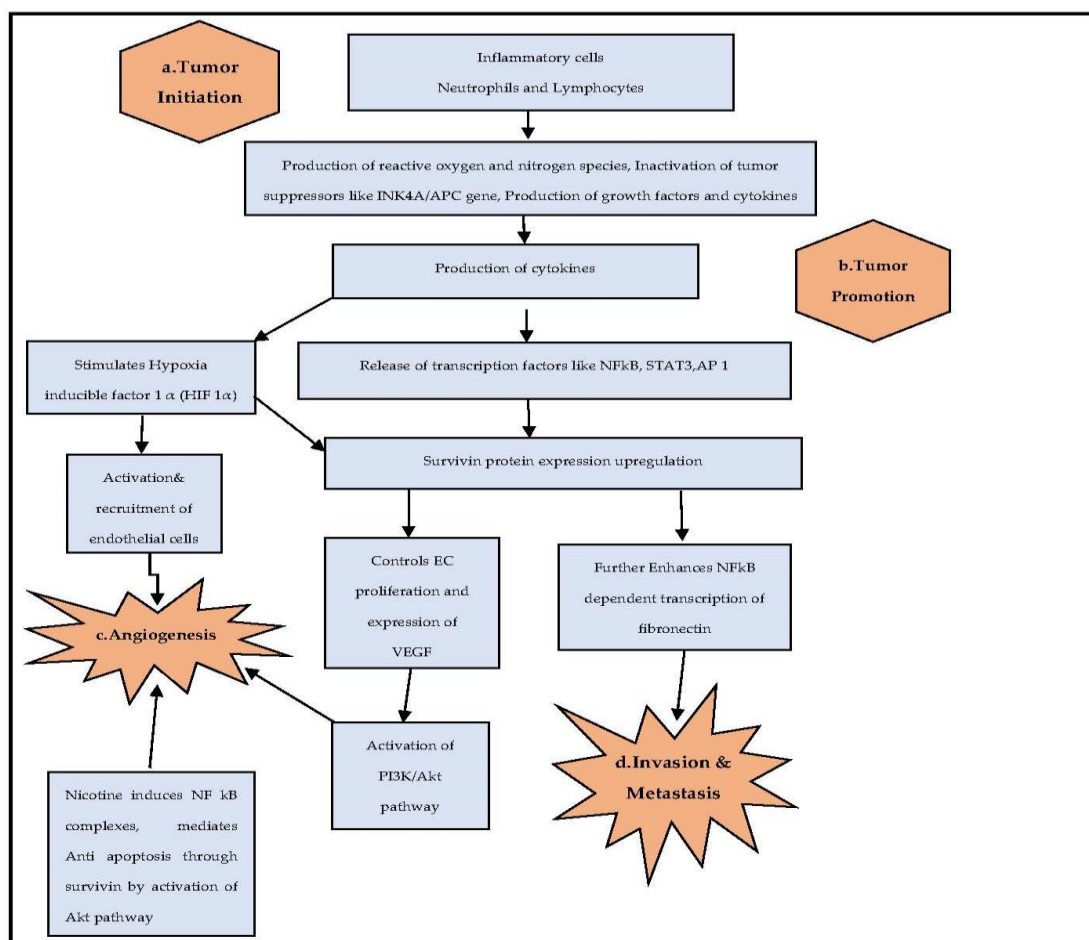 a.Tumor
Initiation
Inflammatory cells
Neutrophils and Lymphocytes
Production of reactive oxygen and nitrogen species, Inactivation of tumor
suppressors like INK4A/APC gene, Production of growth factors and cytokines
Production of cytokines
b.Tumor
Promotion
Stimulates Hypoxia
inducible factor 1 α (HIF 1α)
Release of transcription factors like NFkB, STAT3,AP 1
Survivin protein expression upregulation
Activation&
recruitment of
endothelial cells
Controls EC
proliferation and
expression of
VEGF
Further Enhances NFkB
dependent transcription of
fibronectin
c.Angiogenesis
Activation of
PI3K/Akt
pathway
d.Invasion &
Metastasis
Nicotine induces NF kB
complexes, mediates
Anti apoptosis through
survivin by activation of
Akt pathway